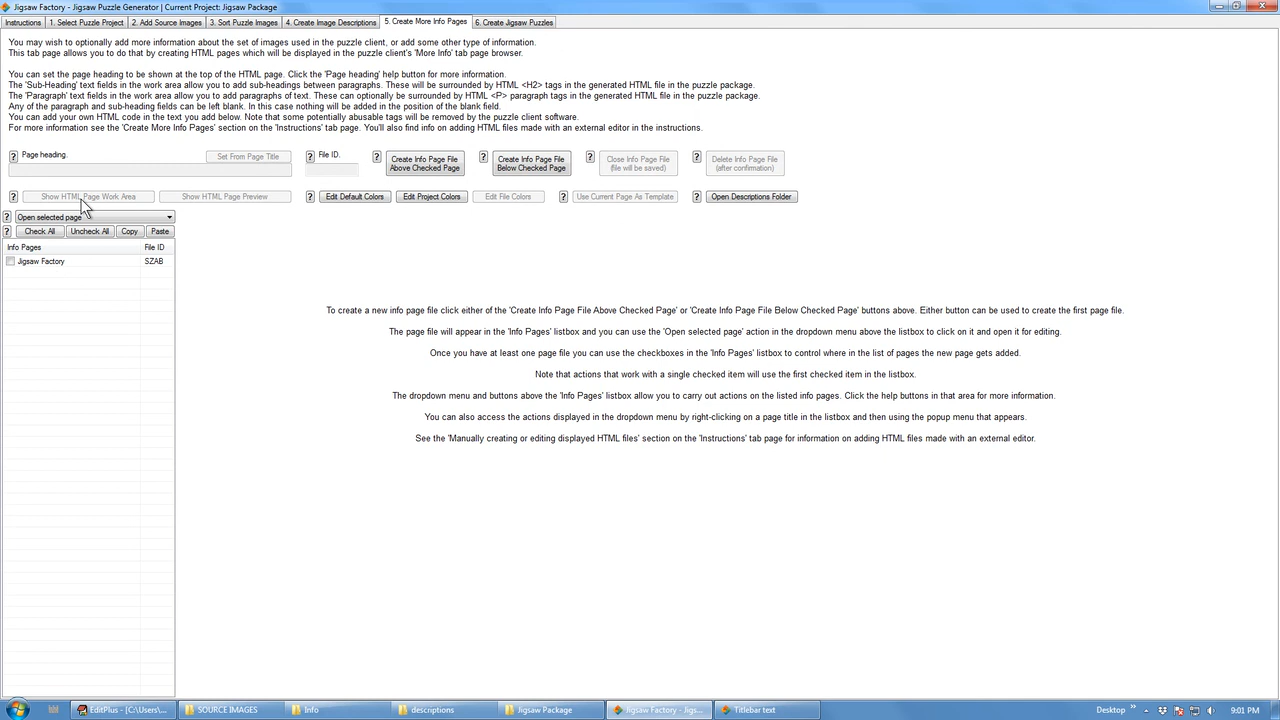 Jigsaw Factory - Jigsaw Puzzle Generator | Current Project: Jigsaw Package
Instructions 1. Select Puzzle Project 2. Add Source Images 3. Sort Puzzle Images 4. Create Image Descriptions 5. Create More Info Pages 6. Create Jigsaw Puzzles
You may wish to optionally add more information about the set of images used in the puzzle client, or add some other type of information.
This tab page allows you to do that by creating HTML pages which will be displayed in the puzzle client's 'More Info' tab page browser.
You can set the page heading to be shown at the top of the HTML page. Click the 'Page heading' help button for more information.
The 'Sub-Heading' text fields in the work area allow you to add sub-headings between paragraphs. These will be surrounded by HTML <H2> tags in the generated HTML file in the puzzle package.
The 'Paragraph' text fields in the work area allow you to add paragraphs of text. These can optionally be surrounded by HTML <P> paragraph tags in the generated HTML file in the puzzle package.
Any of the paragraph and sub-heading fields can be left blank. In this case nothing will be added in the position of the blank field.
You can add your own HTML code in the text you add below. Note that some potentially abusable tags will be removed by the puzzle client software.
For more information see the 'Create More Info Pages' section on the 'Instructions' tab page. You'll also find info on adding HTML files made with an external editor in the instructions.
? Page heading. Set From Page Title ? File ID. ? Create Info Page File Above Checked Page ? Create Info Page File Below Checked Page ? Close Info Page File (file will be saved) ? Delete Info Page File (after confirmation)
? Show HTML Page Work Area Show HTML Page Preview ? Edit Default Colors Edit Project Colors Edit File Colors ? Use Current Page As Template ? Open Descriptions Folder
? Open selected page
? Check All Uncheck All Copy Paste
Info Pages File ID
Jigsaw Factory SZAB
To create a new info page file click either of the 'Create Info Page File Above Checked Page' or 'Create Info Page File Below Checked Page' buttons above. Either button can be used to create the first page file.
The page file will appear in the 'Info Pages' listbox and you can use the 'Open selected page' action in the dropdown menu above the listbox to click on it and open it for editing.
Once you have at least one page file you can use the checkboxes in the 'Info Pages' listbox to control where in the list of pages the new page gets added.
Note that actions that work with a single checked item will use the first checked item in the listbox.
The dropdown menu and buttons above the 'Info Pages' listbox allow you to carry out actions on the listed info pages. Click the help buttons in that area for more information.
You can also access the actions displayed in the dropdown menu by right-clicking on a page title in the listbox and then using the popup menu that appears.
See the 'Manually creating or editing displayed HTML files' section on the 'Instructions' tab page for information on adding HTML files made with an external editor.
EditPlus - [C:\Users\... SOURCE IMAGES Info descriptions Jigsaw Package Jigsaw Factory - Jigs... Titlebar text Desktop 9:01 PM